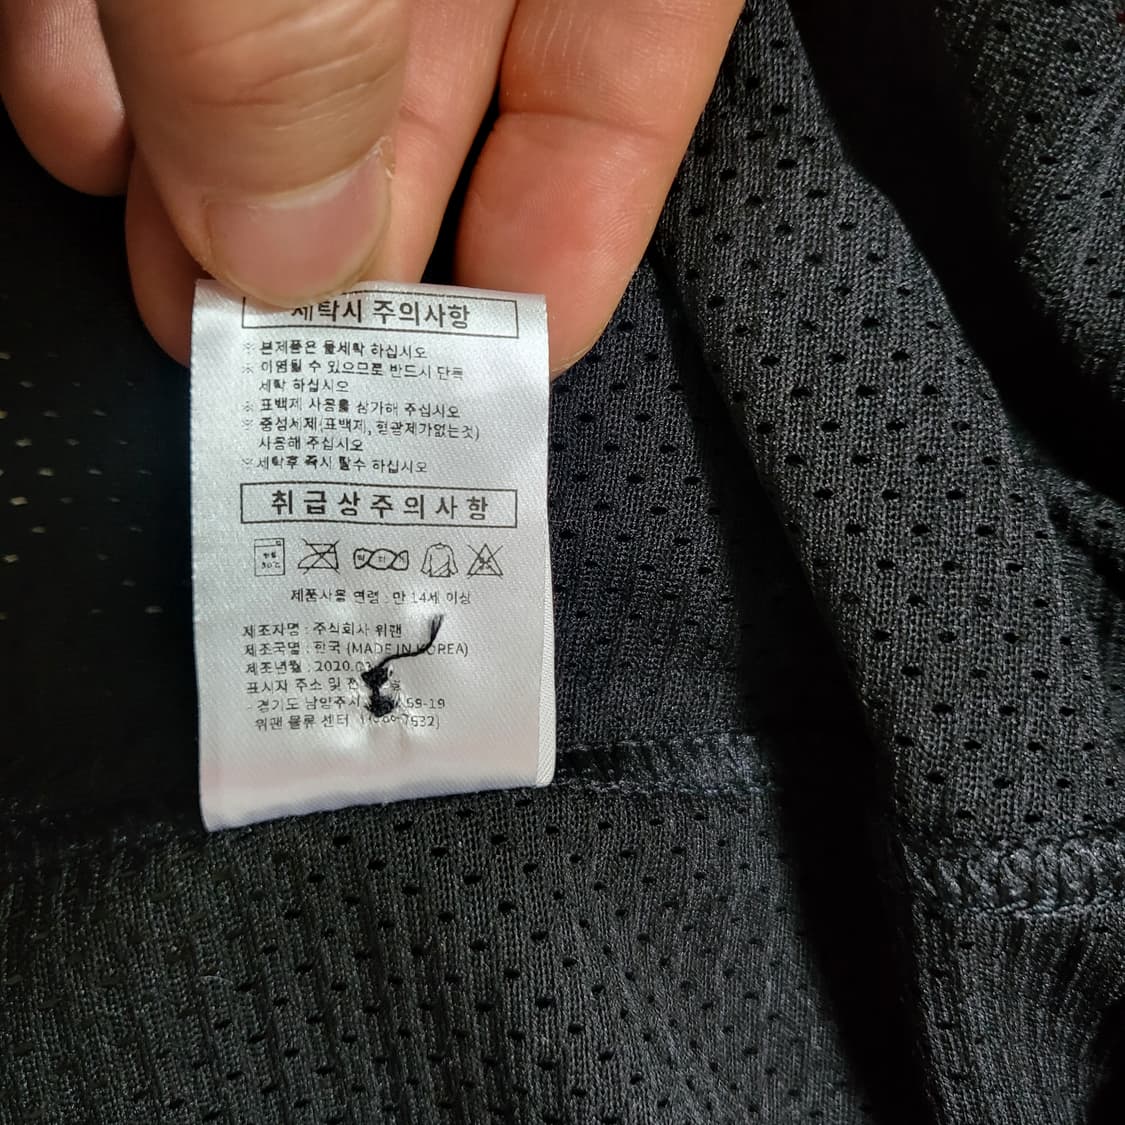 세탁시 주의사항
※ 본제품은 물세탁 하십시오
※ 이염될 수 있으므로 반드시 단독
세탁 하십시오
※ 표백제 사용을 삼가해 주십시오
※ 중성세제(표백제, 형광제가없는것)
사용해 주십시오
※ 세탁후 즉시 탈수 하십시오
취급상주의사항
제품사용 연령 : 만 14세 이상
제조자명 : 주식회사 위팬
제조국명 : 한국 (MADE IN KOREA)
제조년월 : 2020.
표시자 주소 및
- 경기도 남양주시 59-19
위팬 물류 센터